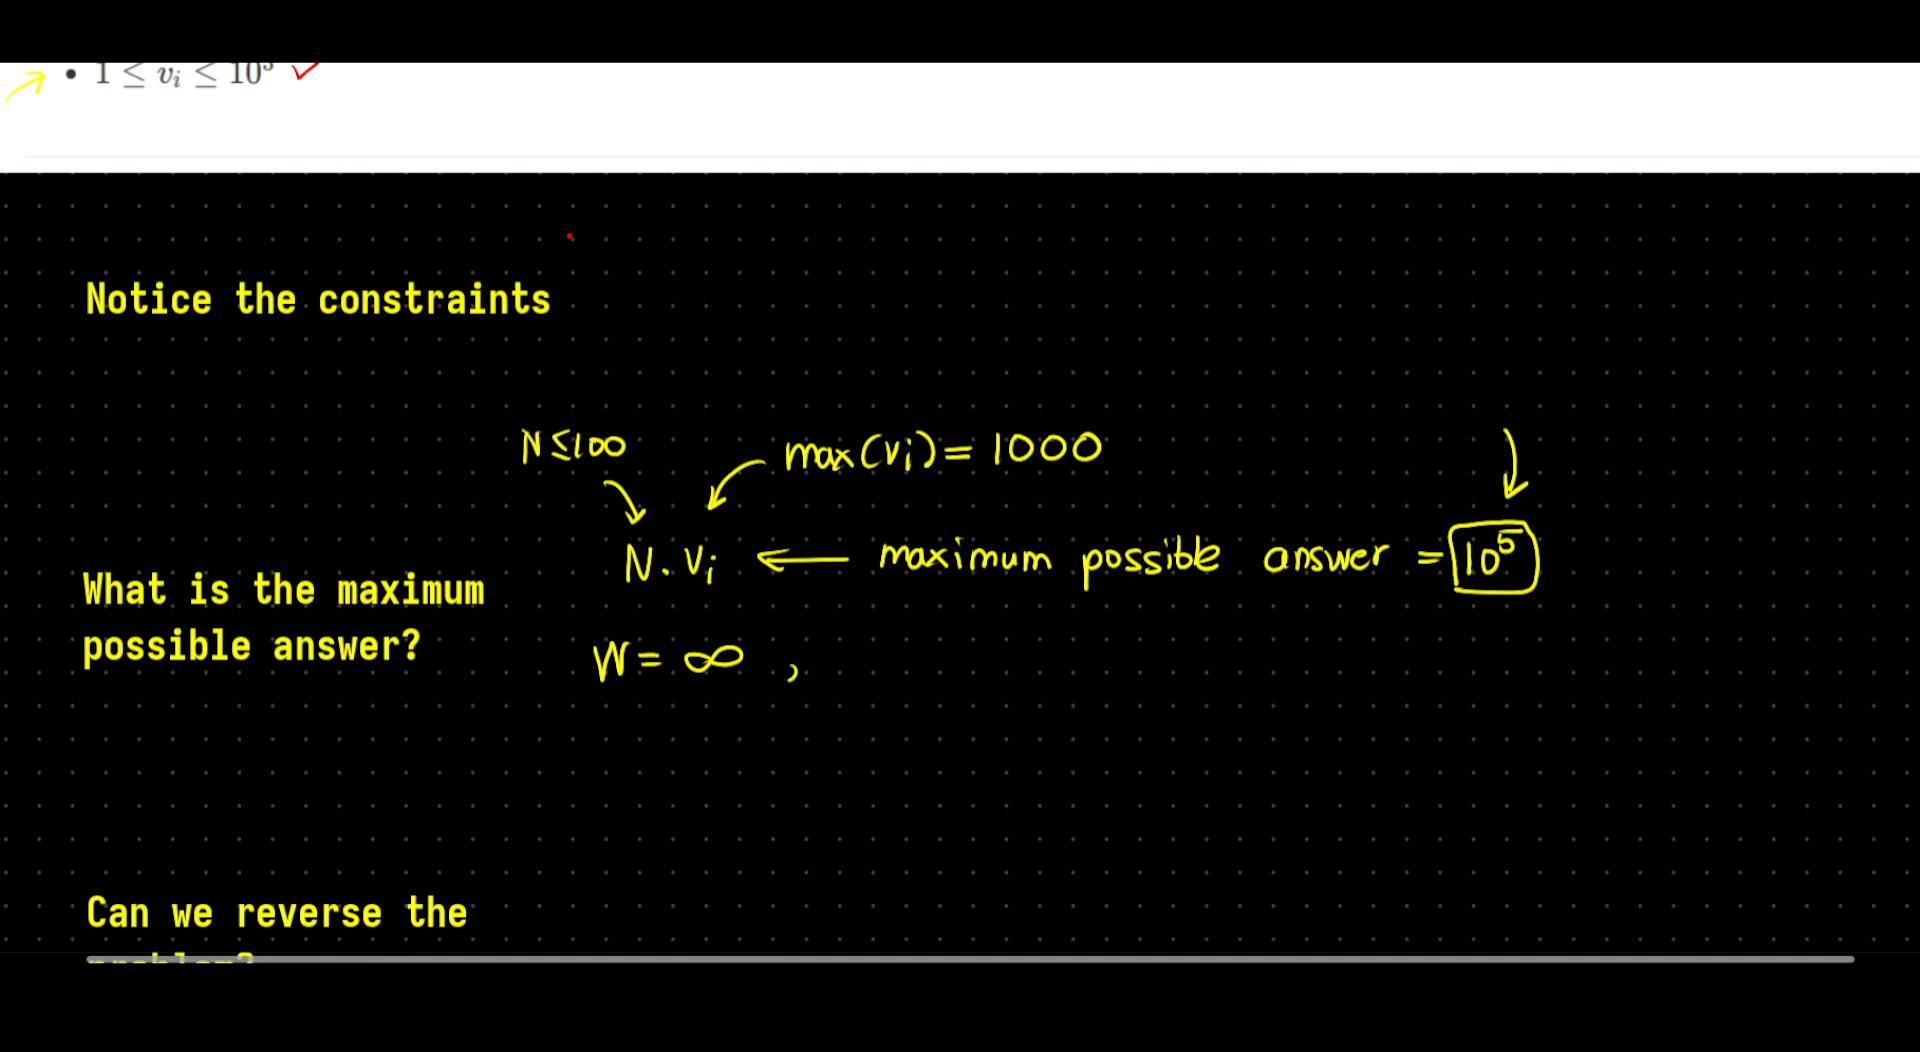 • 1 ≤ vᵢ ≤ 10³
Notice the constraints
N ≤ 100
max(vᵢ) = 1000
N . vᵢ ← maximum possible answer = 10⁵
What is the maximum
possible answer?
W = ∞ ,
Can we reverse the
problem?